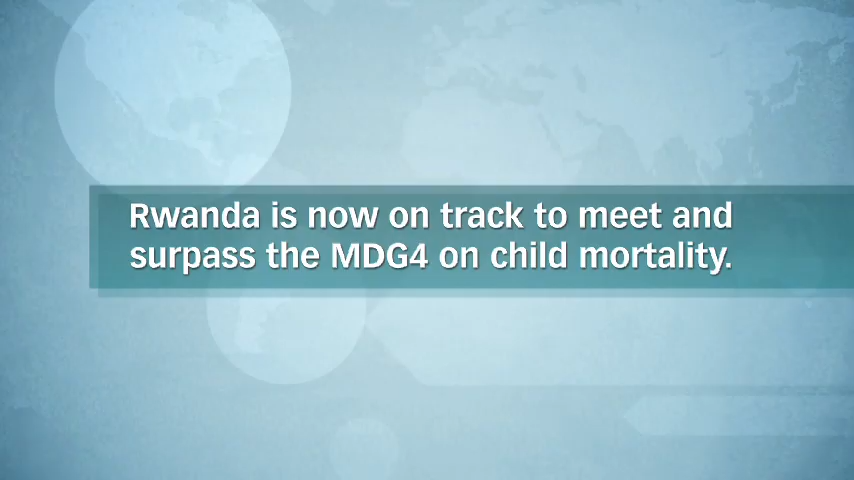 Rwanda is now on track to meet and
surpass the MDG4 on child mortality.